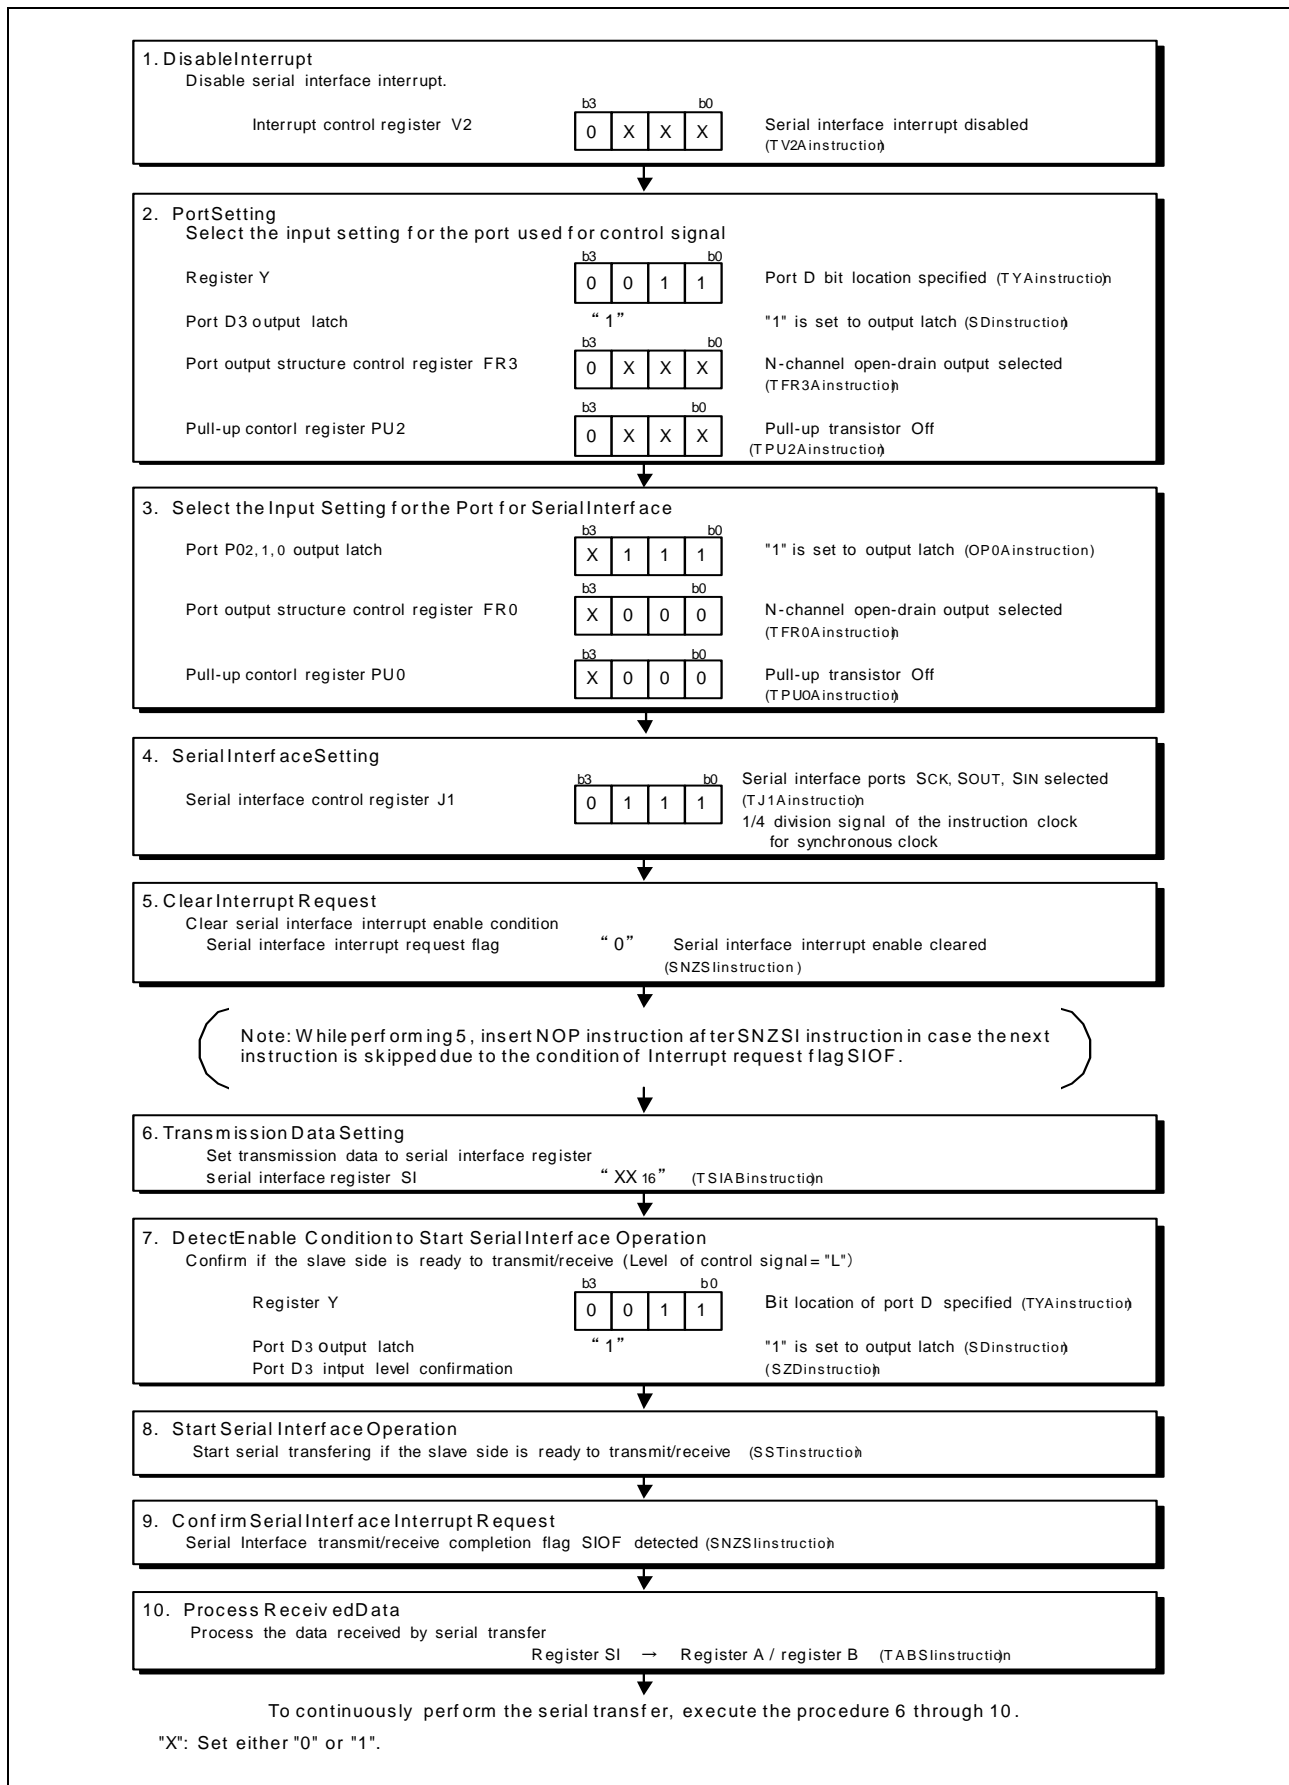 1. Disable Interrupt
Disable serial interface interrupt.
b3 b0
Interrupt control register V2 0 X X X Serial interface interrupt disabled
(TV2A instruction)
2. Port Setting
Select the input setting for the port used for control signal
b3 b0
Register Y 0 0 1 1 Port D bit location specified (TYA instruction)
Port D3 output latch “1” "1" is set to output latch (SD instruction)
b3 b0
Port output structure control register FR3 0 X X X N-channel open-drain output selected
(TFR3A instruction)
b3 b0
Pull-up contorl register PU2 0 X X X Pull-up transistor Off
(TPU2A instruction)
3. Select the Input Setting for the Port for Serial Interface
b3 b0
Port P02, 1, 0 output latch X 1 1 1 "1" is set to output latch (OP0A instruction)
b3 b0
Port output structure control register FR0 X 0 0 0 N-channel open-drain output selected
(TFR0A instruction)
b3 b0
Pull-up contorl register PU0 X 0 0 0 Pull-up transistor Off
(TPU0A instruction)
4. Serial Interface Setting
b3 b0 Serial interface ports SCK, SOUT, SIN selected
Serial interface control register J1 0 1 1 1 (TJ1A instruction)
1/4 division signal of the instruction clock
for synchronous clock
5. Clear Interrupt Request
Clear serial interface interrupt enable condition
Serial interface interrupt request flag “0” Serial interface interrupt enable cleared
(SNZSI instruction)
Note: While performing 5, insert NOP instruction after SNZSI instruction in case the next
instruction is skipped due to the condition of Interrupt request flag SIOF.
6. Transmission Data Setting
Set transmission data to serial interface register
serial interface register SI “XX16” (TSIAB instruction)
7. Detect Enable Condition to Start Serial Interface Operation
Confirm if the slave side is ready to transmit/receive (Level of control signal= "L")
b3 b0
Register Y 0 0 1 1 Bit location of port D specified (TYA instruction)
Port D3 output latch “1” "1" is set to output latch (SD instruction)
Port D3 intput level confirmation (SZD instruction)
8. Start Serial Interface Operation
Start serial transfering if the slave side is ready to transmit/receive (SST instruction)
9. Confirm Serial Interface Interrupt Request
Serial Interface transmit/receive completion flag SIOF detected (SNZSI instruction)
10. Process Received Data
Process the data received by serial transfer
Register SI → Register A / register B (TABSI instruction)
To continuously perform the serial transfer, execute the procedure 6 through 10.
"X": Set either "0" or "1".